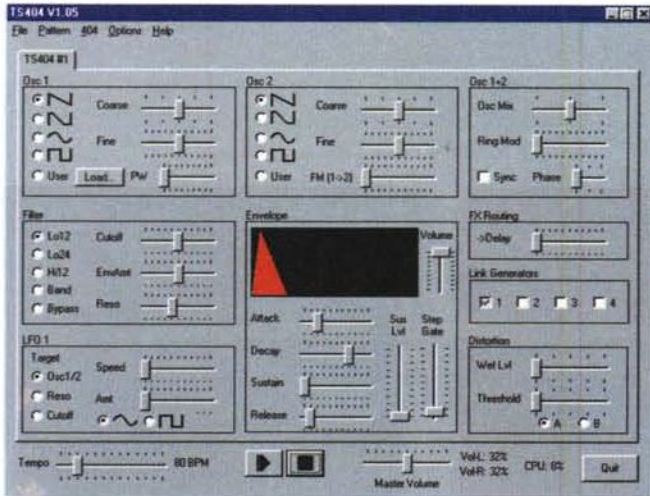 TS404 V1.05
File Pattern 404 Options Help
TS404 #1
Osc 1
Coarse
Fine
User Load... PW
Osc 2
Coarse
Fine
User FM (1->2)
Osc 1+2
Osc Mix
Ring Mod
Sync Phase
Filter
Lo12 Cutoff
Lo24
Hi12 EnvAmt
Band
Bypass Reso
Envelope
Volume
Attack
Decay
Sustain
Release
Sus Lvl
Step Gate
FX Routing
->Delay
Link Generators
1 2 3 4
LFO 1
Target
Osc1/2
Reso
Cutoff
Speed
Amt
Distortion
Wet Lvl
Threshold
A B
Tempo 80 BPM
Master Volume
Vol-L: 32%
Vol-R: 32%
CPU: 6%
Quit